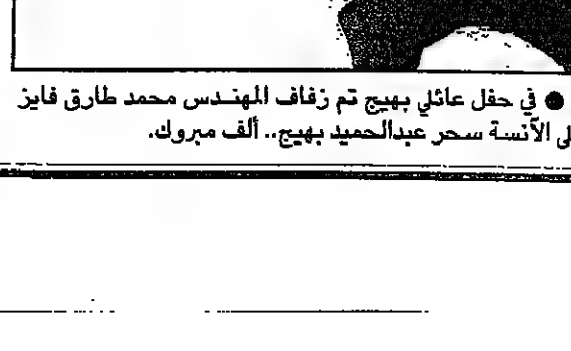 ● في حفل عائلي بهيج تم زفاف المهندس محمد طارق فايز
الآنسة سحر عبدالحميد بهيج.. ألف مبروك.